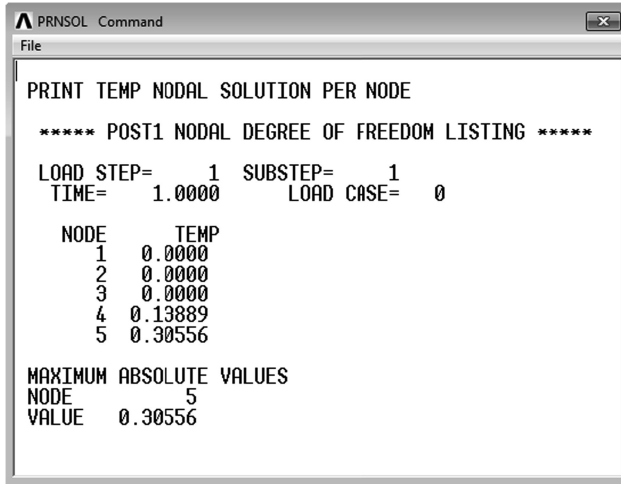 PRNSOL Command
File
PRINT TEMP NODAL SOLUTION PER NODE
***** POST1 NODAL DEGREE OF FREEDOM LISTING *****
LOAD STEP= 1 SUBSTEP= 1
TIME= 1.0000 LOAD CASE= 0
NODE TEMP
1 0.0000
2 0.0000
3 0.0000
4 0.13889
5 0.30556
MAXIMUM ABSOLUTE VALUES
NODE 5
VALUE 0.30556